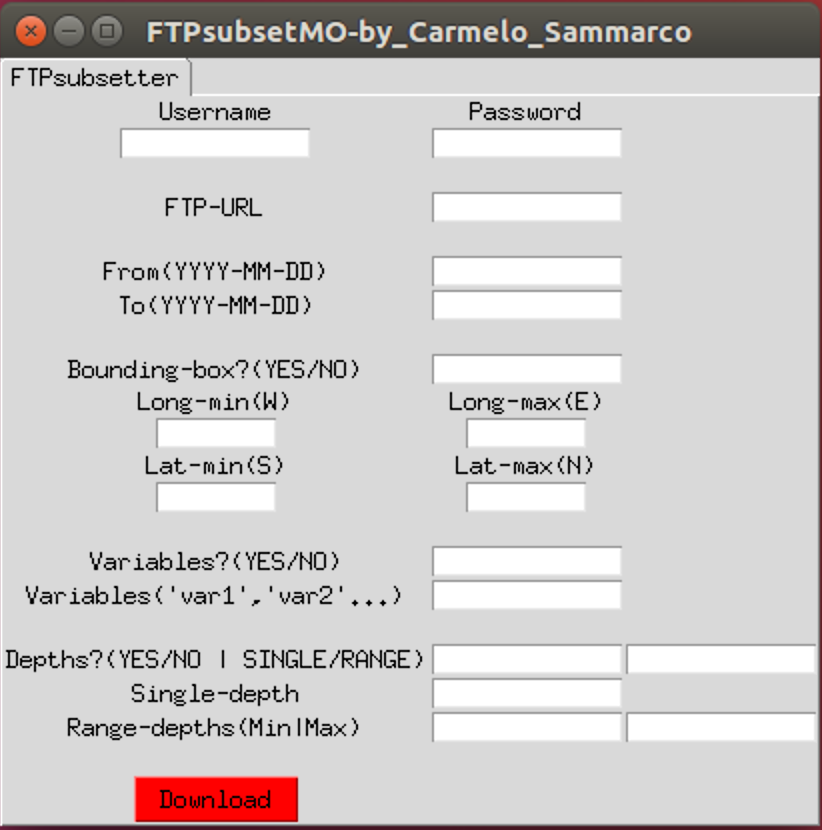 FTPsubsetMO-by_Carmelo_Sammarco
FTPsubsetter
Username Password
FTP-URL
From(YYYY-MM-DD)
To(YYYY-MM-DD)
Bounding-box?(YES/NO)
Long-min(W) Long-max(E)
Lat-min(S) Lat-max(N)
Variables?(YES/NO)
Variables('var1','var2'...)
Depths?(YES/NO | SINGLE/RANGE)
Single-depth
Range-depths(Min|Max)
Download